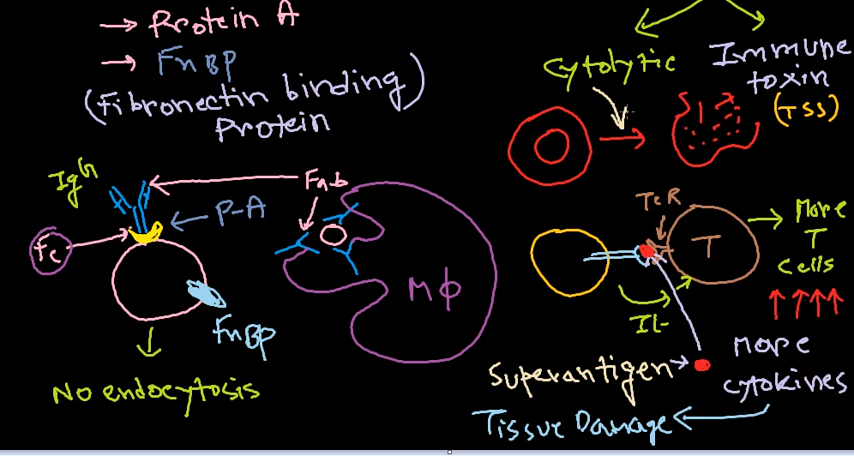 → Protein A
→ FnBP
(Fibronectin binding)
Protein
IgG
Fc
P-A
FnBP
No endocytosis
Fab
Mφ
Cytolytic
Immune
toxin
(TSS)
TcR
T
IL-
More
T
cells
↑↑↑↑
More
cytokines
Superantigen
Tissue Damage